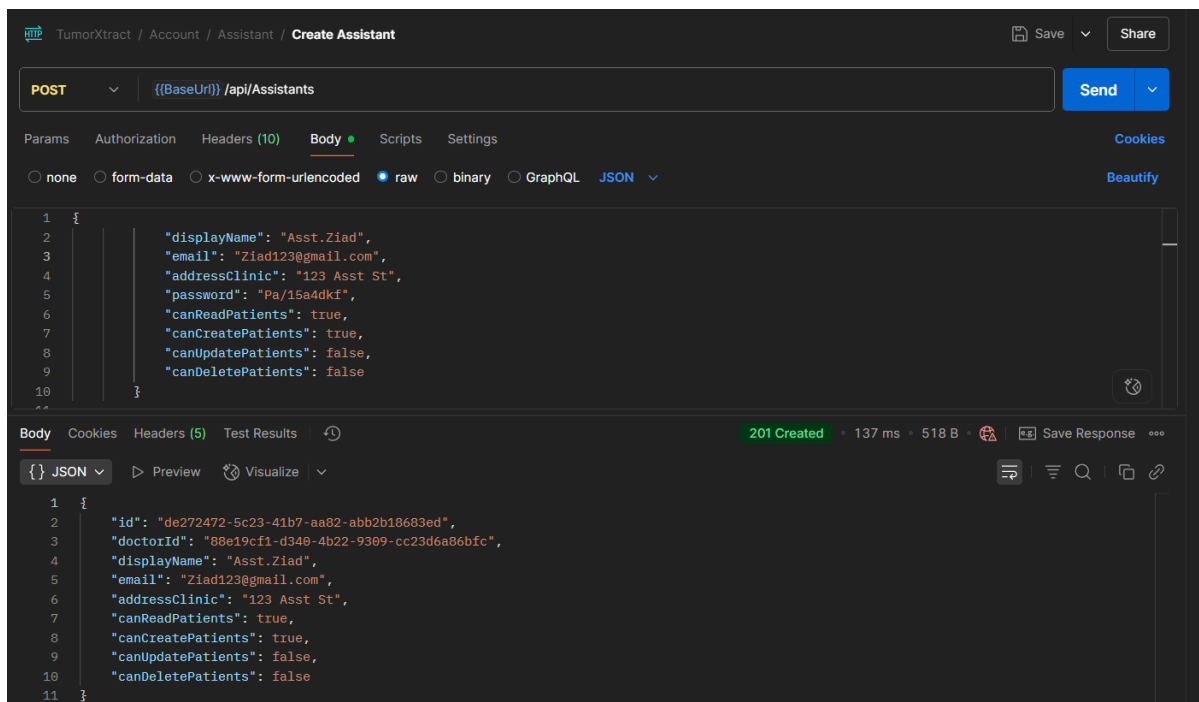 HTTP TumorXtract / Account / Assistant / Create Assistant Save Share
POST {{BaseUrl}} /api/Assistants Send
Params Authorization Headers (10) Body Scripts Settings Cookies
none form-data x-www-form-urlencoded raw binary GraphQL JSON Beautify
1 {
2 "displayName": "Asst.Ziad",
3 "email": "Ziad123@gmail.com",
4 "addressClinic": "123 Asst St",
5 "password": "Pa/15a4dkf",
6 "canReadPatients": true,
7 "canCreatePatients": true,
8 "canUpdatePatients": false,
9 "canDeletePatients": false
10 }
11
Body Cookies Headers (5) Test Results 201 Created 137 ms 518 B e.g. Save Response
{} JSON Preview Visualize
1 {
2 "id": "de272472-5c23-41b7-aa82-abb2b18683ed",
3 "doctorId": "88e19cf1-d340-4b22-9309-cc23d6a86bfc",
4 "displayName": "Asst.Ziad",
5 "email": "Ziad123@gmail.com",
6 "addressClinic": "123 Asst St",
7 "canReadPatients": true,
8 "canCreatePatients": true,
9 "canUpdatePatients": false,
10 "canDeletePatients": false
11 }